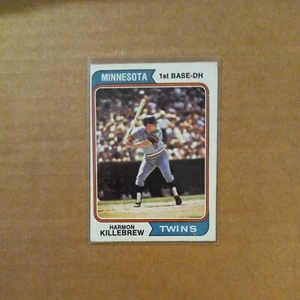 MINNESOTA 1st BASE-DH
HARMON
KILLEBREW TWINS